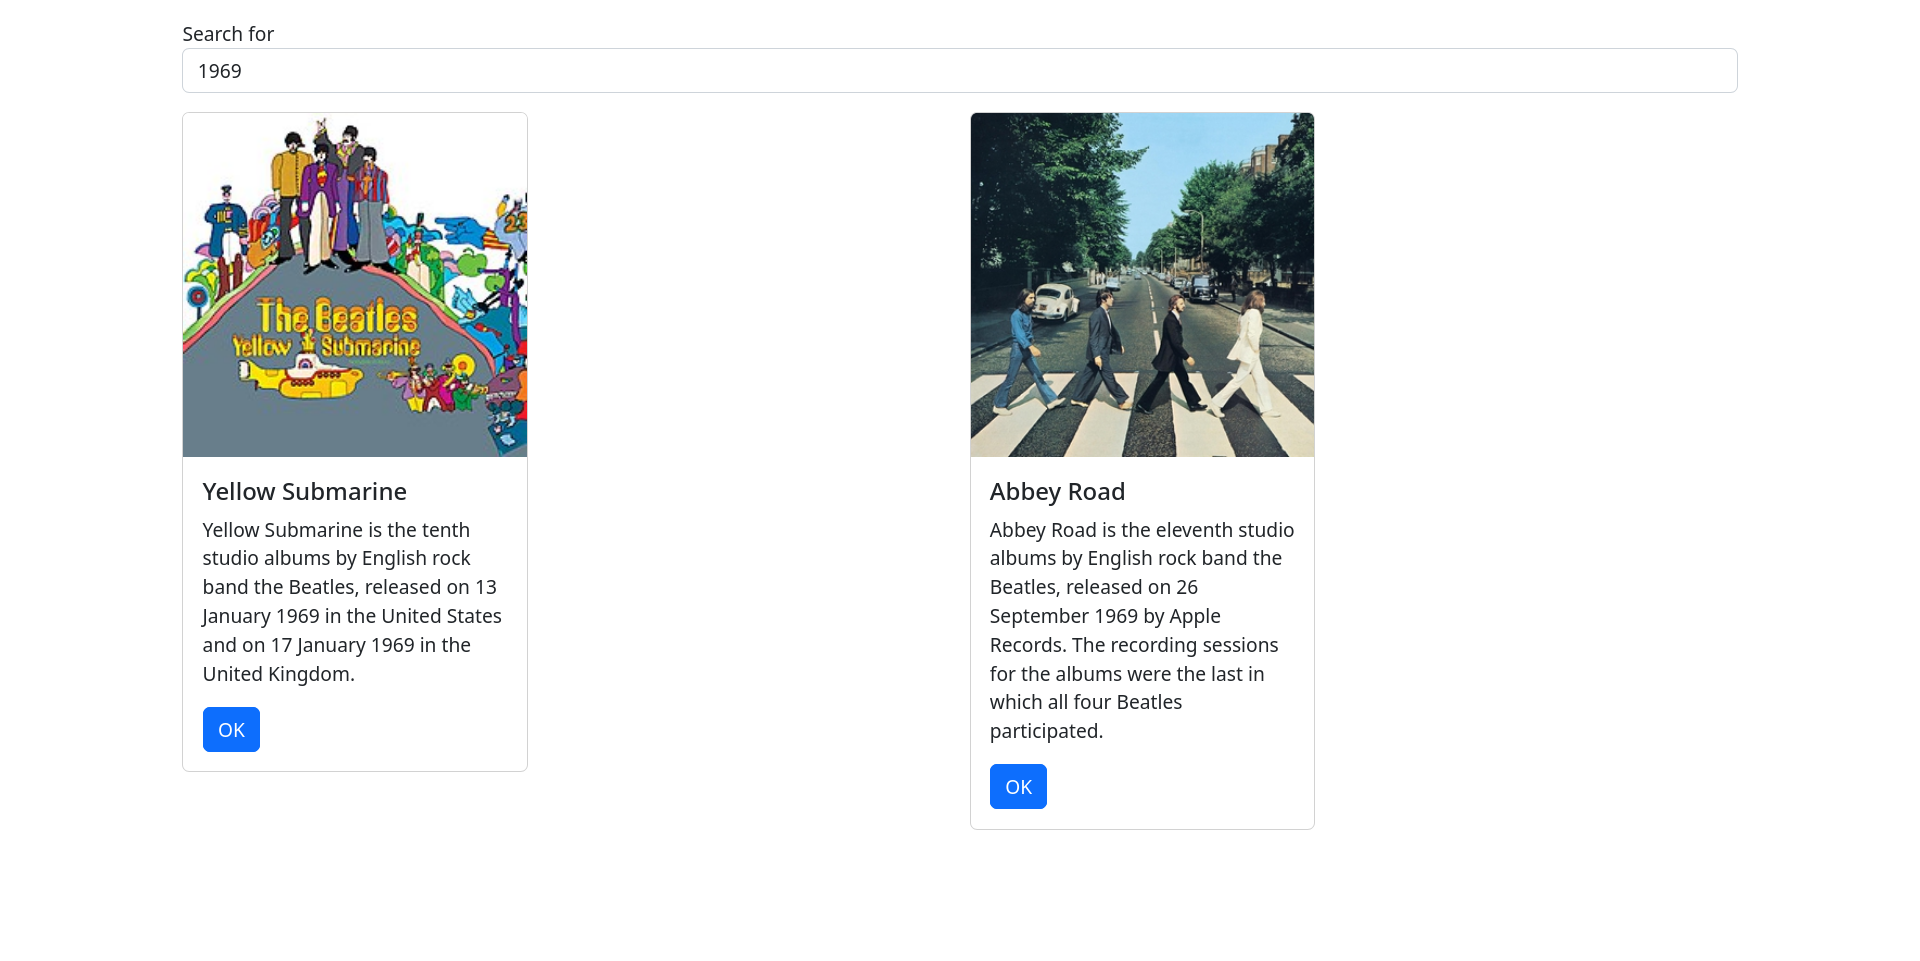 Search for
1969
The Beatles
Yellow Submarine
Yellow Submarine
Yellow Submarine is the tenth
studio albums by English rock
band the Beatles, released on 13
January 1969 in the United States
and on 17 January 1969 in the
United Kingdom.
OK
Abbey Road
Abbey Road is the eleventh studio
albums by English rock band the
Beatles, released on 26
September 1969 by Apple
Records. The recording sessions
for the albums were the last in
which all four Beatles
participated.
OK